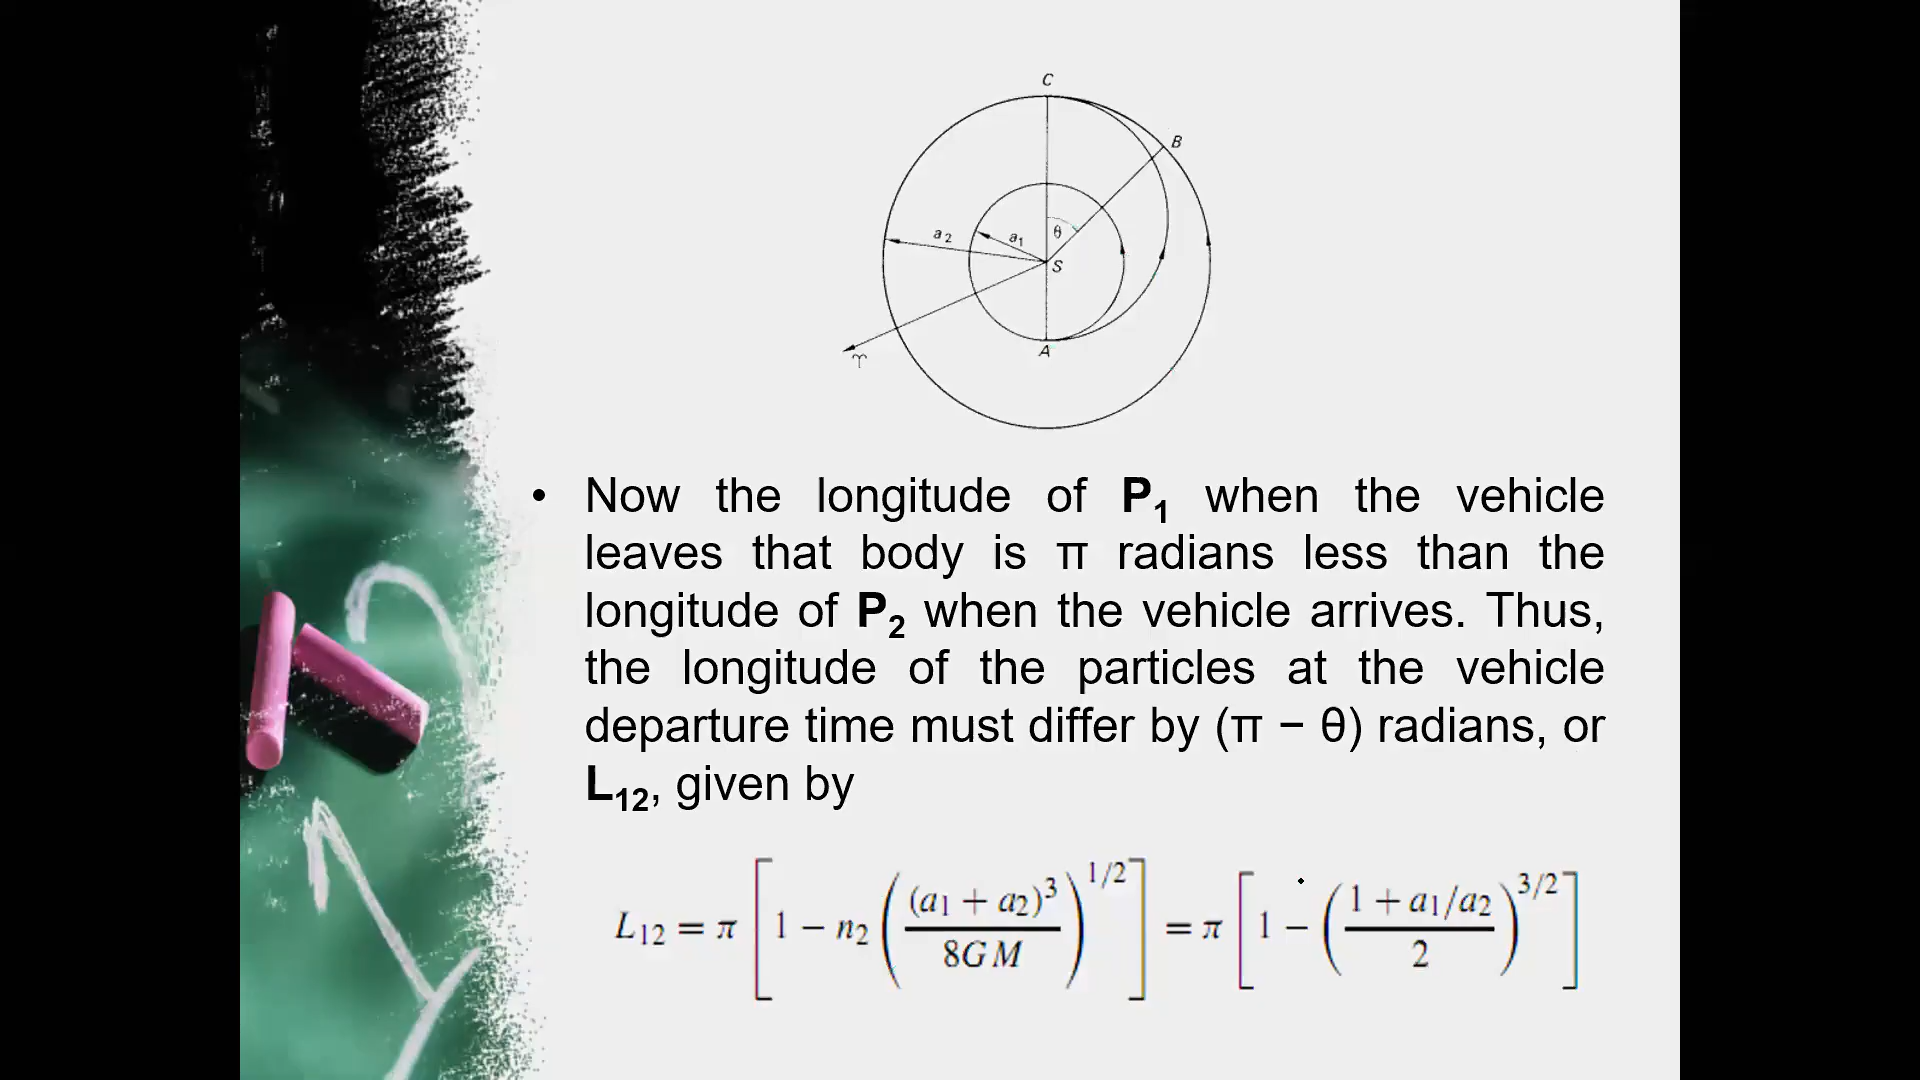 C
B
a2
a1
θ
S
A
♈
• Now the longitude of P₁ when the vehicle
leaves that body is π radians less than the
longitude of P₂ when the vehicle arrives. Thus,
the longitude of the particles at the vehicle
departure time must differ by (π − θ) radians, or
L₁₂, given by
L₁₂ = π [1 − n₂ ((a₁ + a₂)³ / 8GM)^1/2] = π [1 − ((1 + a₁/a₂) / 2)^3/2]